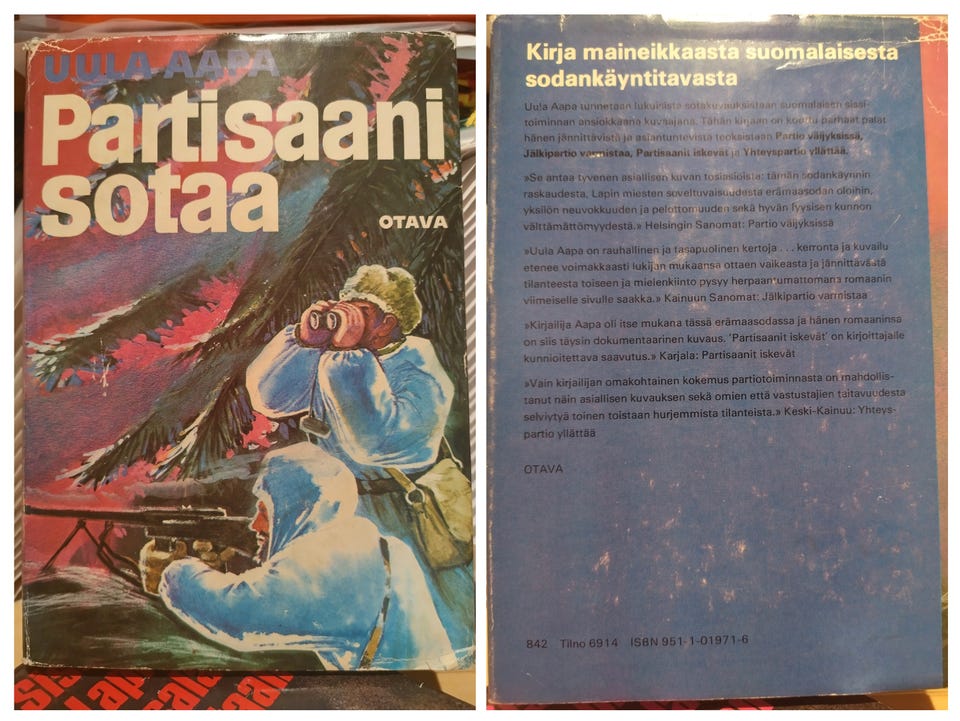 UULA AAPA
Partisaani
sotaa
OTAVA
Kirja maineikkaasta suomalaisesta
sodankäyntitavasta
Uula Aapa tunnetaan lukuisista sotakuvauksistaan suomalaisen sissi-
toiminnan ansiokkaana kuvaajana. Tähän kirjaan on koottu parhaat palat
hänen jännittävistä ja asiantuntevista teoksistaan Partio väijyksissä,
Jälkipartio varmistaa, Partisaanit iskevät ja Yhteyspartio yllättää.
»Se antaa tyvenen asiallisen kuvan tosiasioista: tämän sodankäynnin
raskaudesta, Lapin miesten soveltuvaisuudesta erämaasodan oloihin,
yksilön neuvokkuuden ja pelottomuuden sekä hyvän fyysisen kunnon
välttämättömyydestä.» Helsingin Sanomat: Partio väijyksissä
»Uula Aapa on rauhallinen ja tasapuolinen kertoja . . . kerronta ja kuvailu
etenee voimakkaasti lukijan mukaansa ottaen vaikeasta ja jännittävästä
tilanteesta toiseen ja mielenkiinto pysyy herpaantumattomana romaanin
viimeiselle sivulle saakka.» Kainuun Sanomat: Jälkipartio varmistaa
»Kirjailija Aapa oli itse mukana tässä erämaasodassa ja hänen romaaninsa
on siis täysin dokumentaarinen kuvaus. 'Partisaanit iskevät' on kirjoittajalle
kunnioitettava saavutus.» Karjala: Partisaanit iskevät
»Vain kirjailijan omakohtainen kokemus partiotoiminnasta on mahdollis-
tanut näin asiallisen kuvauksen sekä omien että vastustajien taitavuudesta
selviytyä toinen toistaan hurjemmista tilanteista.» Keski-Kainuu: Yhteys-
partio yllättää
OTAVA
842 Tilno 6914 ISBN 951-1-01971-6